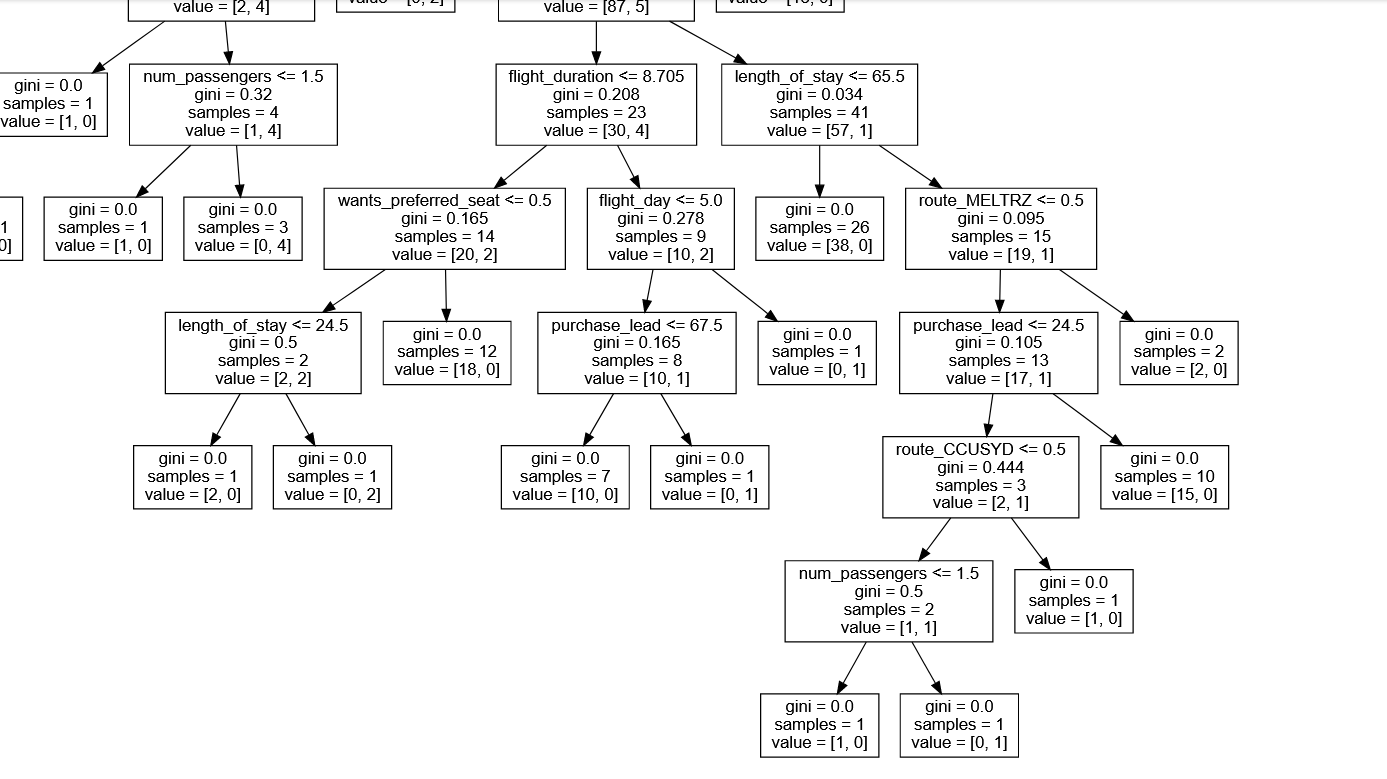 value = [2, 4]
value = [0, 2]
value = [87, 5]
gini = 0.0
samples = 1
value = [1, 0]
num_passengers <= 1.5
gini = 0.32
samples = 4
value = [1, 4]
flight_duration <= 8.705
gini = 0.208
samples = 23
value = [30, 4]
length_of_stay <= 65.5
gini = 0.034
samples = 41
value = [57, 1]
1
0]
gini = 0.0
samples = 1
value = [1, 0]
gini = 0.0
samples = 3
value = [0, 4]
wants_preferred_seat <= 0.5
gini = 0.165
samples = 14
value = [20, 2]
flight_day <= 5.0
gini = 0.278
samples = 9
value = [10, 2]
gini = 0.0
samples = 26
value = [38, 0]
route_MELTRZ <= 0.5
gini = 0.095
samples = 15
value = [19, 1]
length_of_stay <= 24.5
gini = 0.5
samples = 2
value = [2, 2]
gini = 0.0
samples = 12
value = [18, 0]
purchase_lead <= 67.5
gini = 0.165
samples = 8
value = [10, 1]
gini = 0.0
samples = 1
value = [0, 1]
purchase_lead <= 24.5
gini = 0.105
samples = 13
value = [17, 1]
gini = 0.0
samples = 2
value = [2, 0]
gini = 0.0
samples = 1
value = [2, 0]
gini = 0.0
samples = 1
value = [0, 2]
gini = 0.0
samples = 7
value = [10, 0]
gini = 0.0
samples = 1
value = [0, 1]
route_CCUSYD <= 0.5
gini = 0.444
samples = 3
value = [2, 1]
gini = 0.0
samples = 10
value = [15, 0]
num_passengers <= 1.5
gini = 0.5
samples = 2
value = [1, 1]
gini = 0.0
samples = 1
value = [1, 0]
gini = 0.0
samples = 1
value = [1, 0]
gini = 0.0
samples = 1
value = [0, 1]